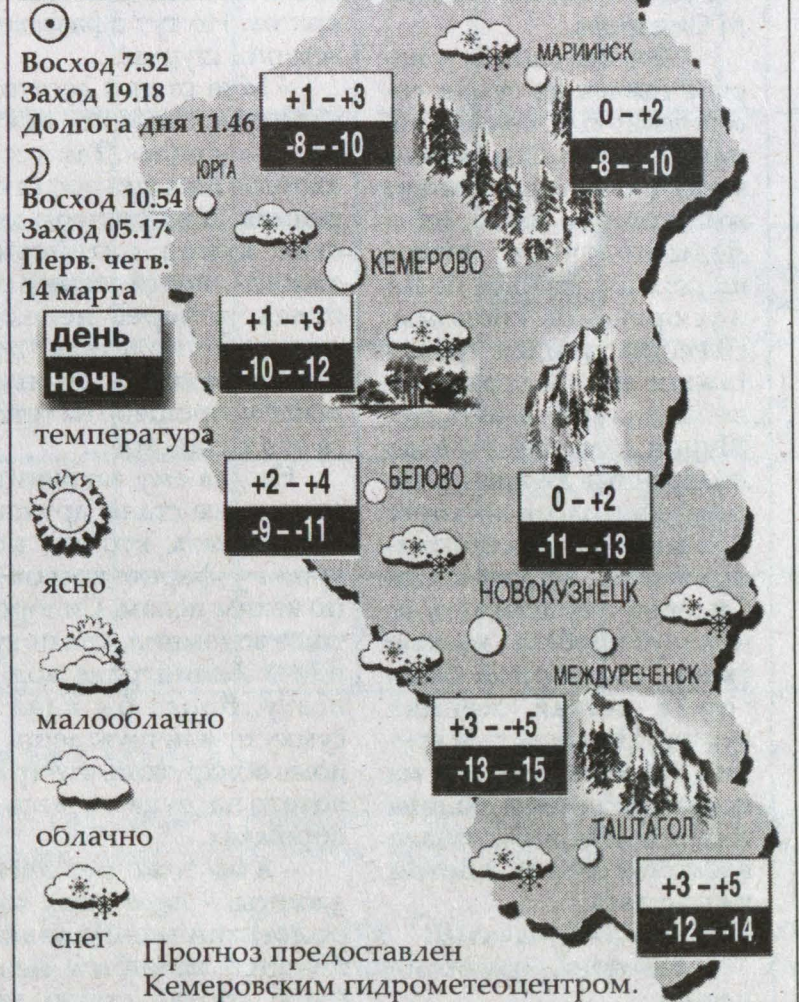 Восход 7.32
Заход 19.18
Долгота дня 11.46
Восход 10.54
Заход 05.17
Перв. четв.
14 марта
день
ночь
температура
ясно
малооблачно
облачно
снег
МАРИИНСК
+1 – +3
-8 – -10
0 – +2
-8 – -10
ЮРГА
КЕМЕРОВО
+1 – +3
-10 – -12
БЕЛОВО
+2 – +4
-9 – -11
0 – +2
-11 – -13
НОВОКУЗНЕЦК
МЕЖДУРЕЧЕНСК
+3 – +5
-13 – -15
ТАШТАГОЛ
+3 – +5
-12 – -14
Прогноз предоставлен
Кемеровским гидрометеоцентром.